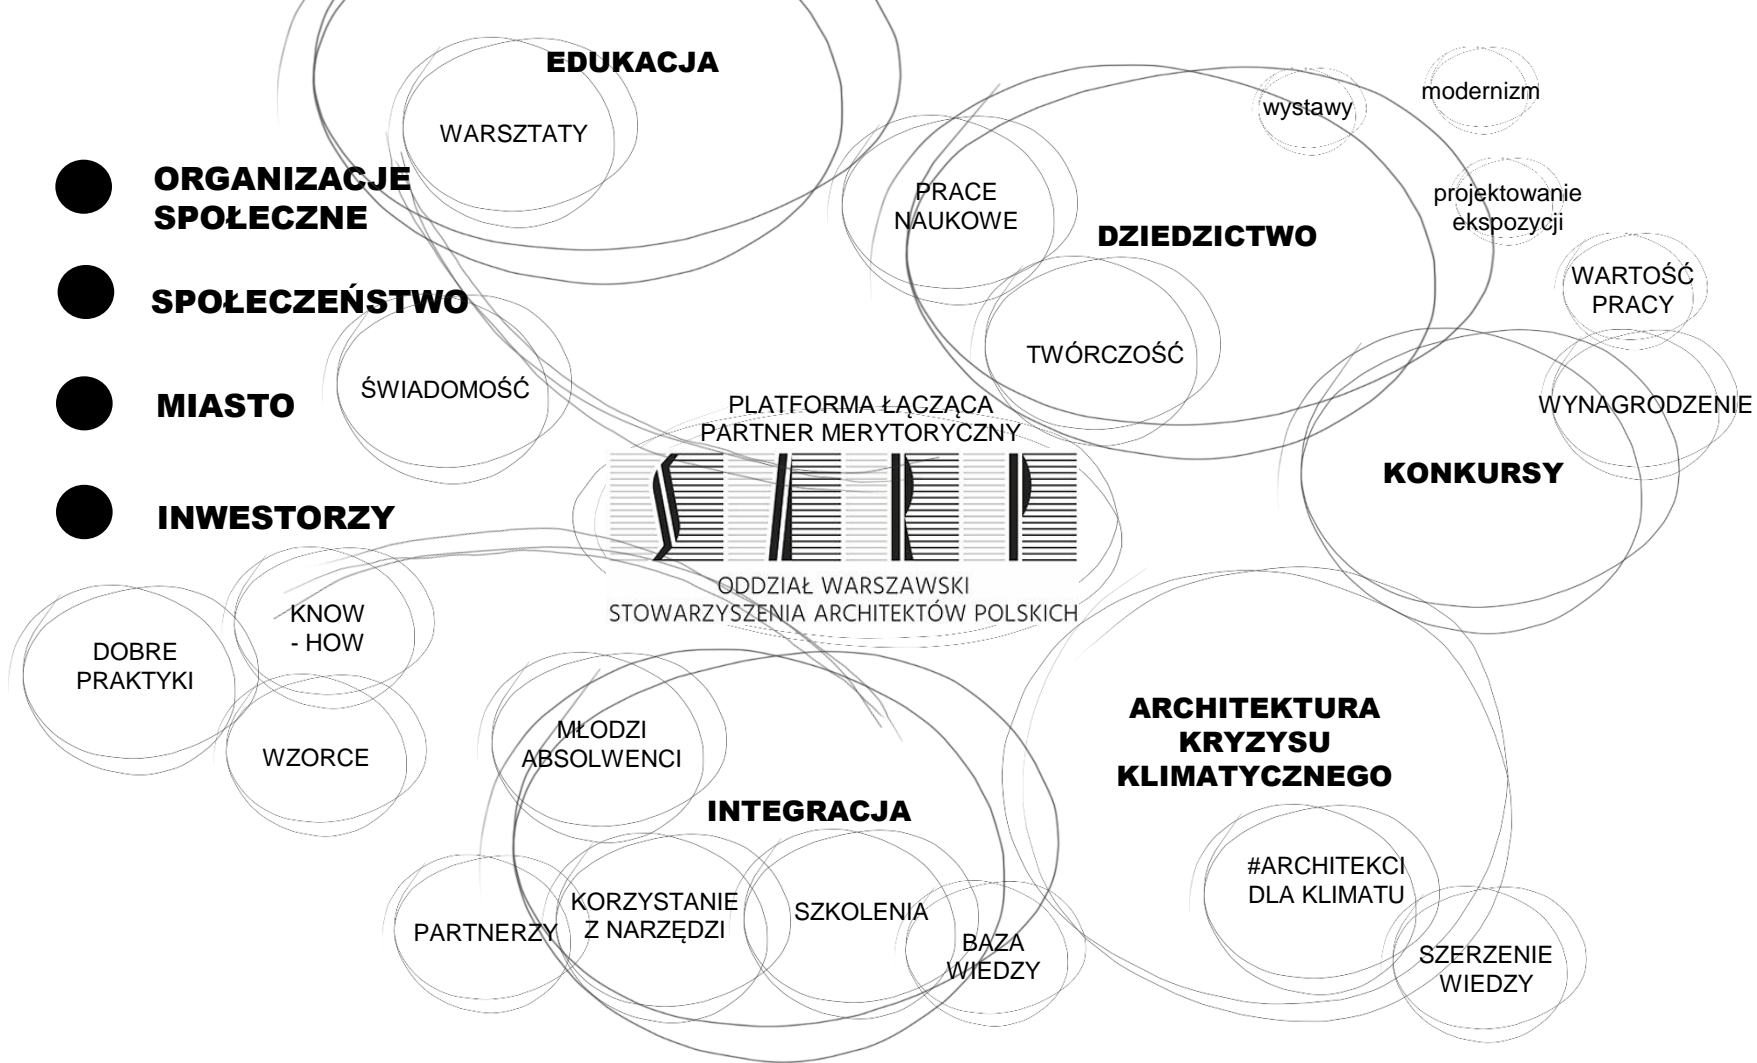 EDUKACJA
WARSZTATY
ORGANIZACJE
SPOŁECZNE
SPOŁECZEŃSTWO
ŚWIADOMOŚĆ
MIASTO
INWESTORZY
wystawy
modernizm
projektowanie
ekspozycji
PRACE
NAUKOWE
DZIEDZICTWO
TWÓRCZOŚĆ
WARTOŚĆ
PRACY
WYNAGRODZENIE
KONKURSY
PLATFORMA ŁĄCZĄCA
PARTNER MERYTORYCZNY
SARP
ODDZIAŁ WARSZAWSKI
STOWARZYSZENIA ARCHITEKTÓW POLSKICH
KNOW
- HOW
DOBRE
PRAKTYKI
WZORCE
MŁODZI
ABSOLWENCI
INTEGRACJA
PARTNERZY
KORZYSTANIE
Z NARZĘDZI
SZKOLENIA
BAZA
WIEDZY
ARCHITEKTURA
KRYZYSU
KLIMATYCZNEGO
#ARCHITEKCI
DLA KLIMATU
SZERZENIE
WIEDZY